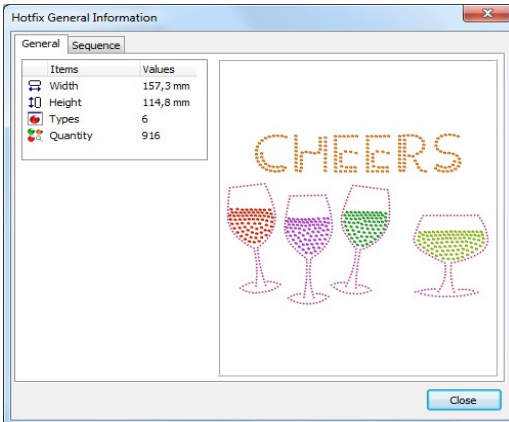 Hotfix General Information
General Sequence
Items Values
Width 157,3 mm
Height 114,8 mm
Types 6
Quantity 916
CHEERS
Close